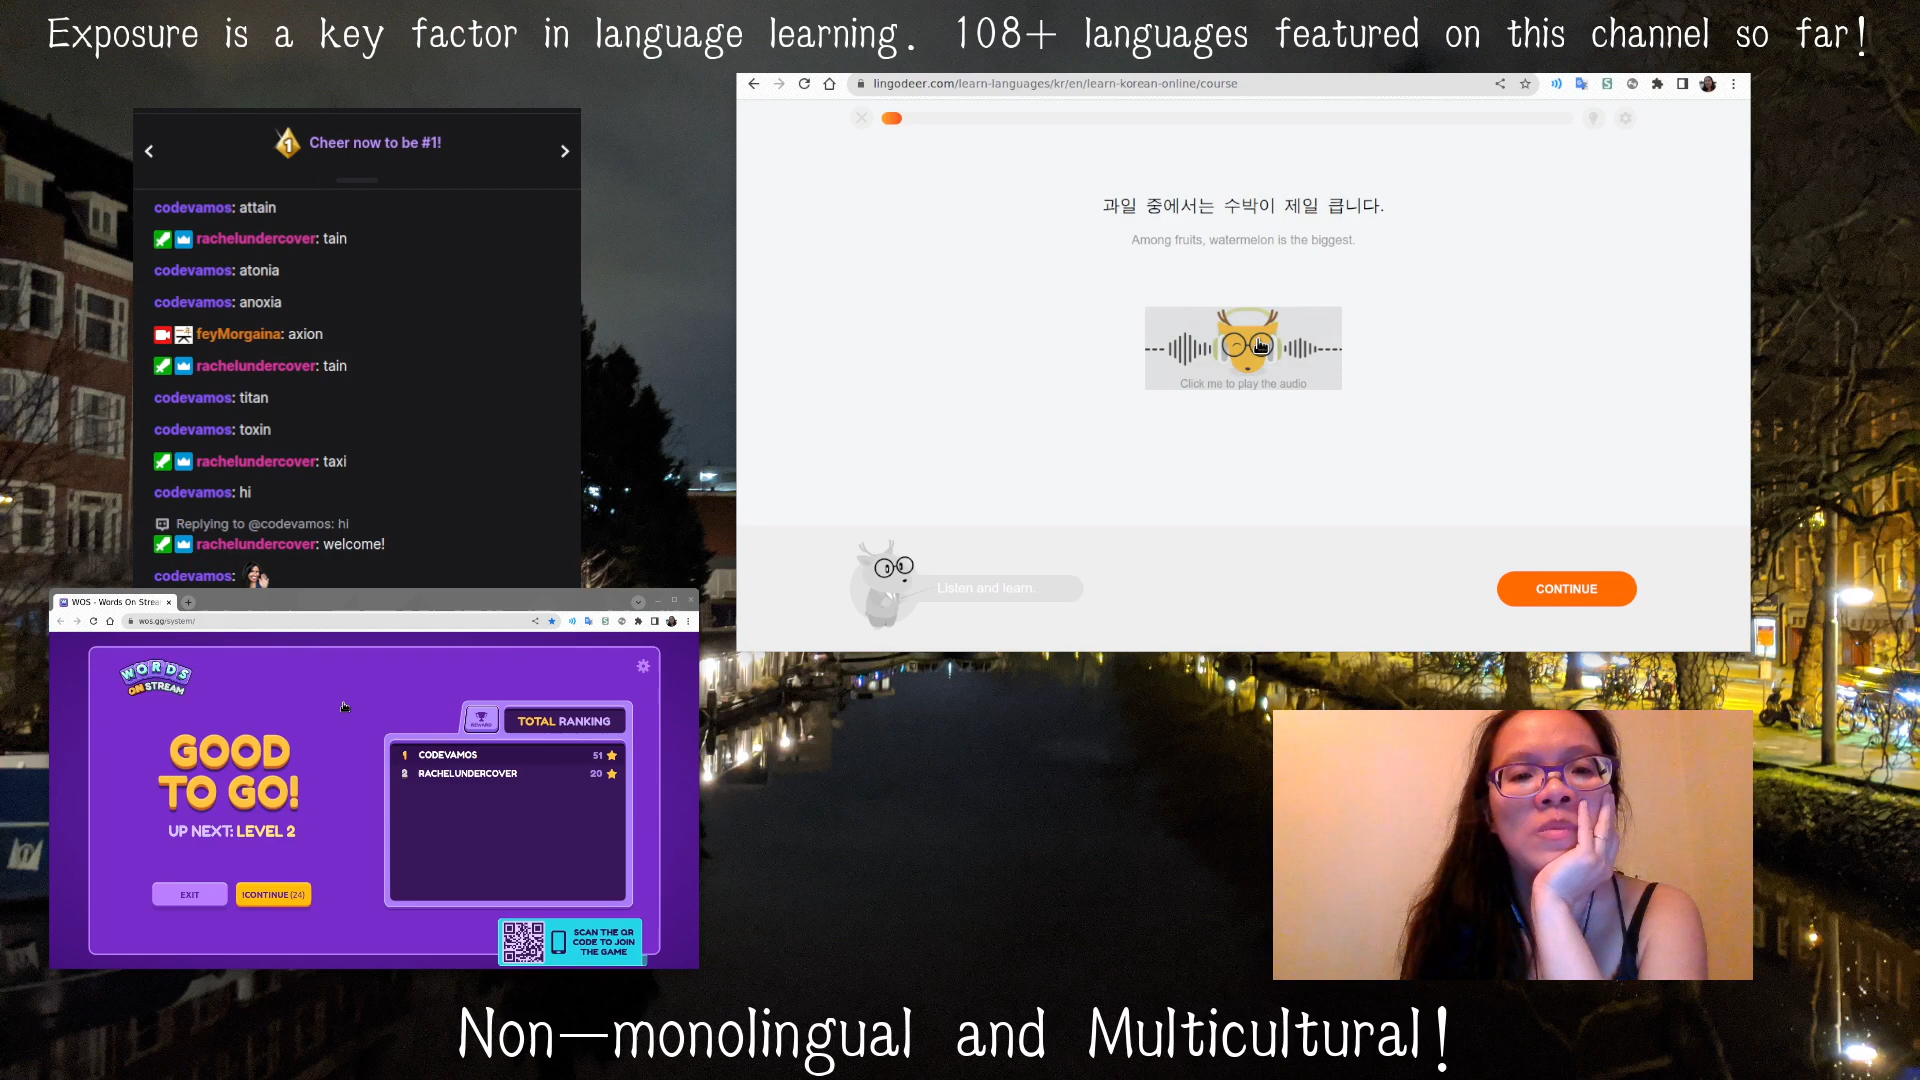 Exposure is a key factor in language learning. 108+ languages featured on this channel so far!
Cheer now to be #1!
codevamos: attain
rachelundercover: tain
codevamos: atonia
codevamos: anoxia
feyMorgaina: axion
rachelundercover: tain
codevamos: titan
codevamos: toxin
rachelundercover: taxi
codevamos: hi
Replying to @codevamos: hi
rachelundercover: welcome!
codevamos:
lingodeer.com/learn-languages/kr/en/learn-korean-online/course
과일 중에서는 수박이 제일 큽니다.
Among fruits, watermelon is the biggest.
Click me to play the audio
Listen and learn.
CONTINUE
WOS - Words On Strea
wos.gg/system/
WORDS
ON STREAM
GOOD
TO GO!
UP NEXT: LEVEL 2
EXIT
!CONTINUE (24)
REWARD
TOTAL RANKING
1 CODEVAMOS 51
2 RACHELUNDERCOVER 20
SCAN THE QR
CODE TO JOIN
THE GAME
Non-monolingual and Multicultural!